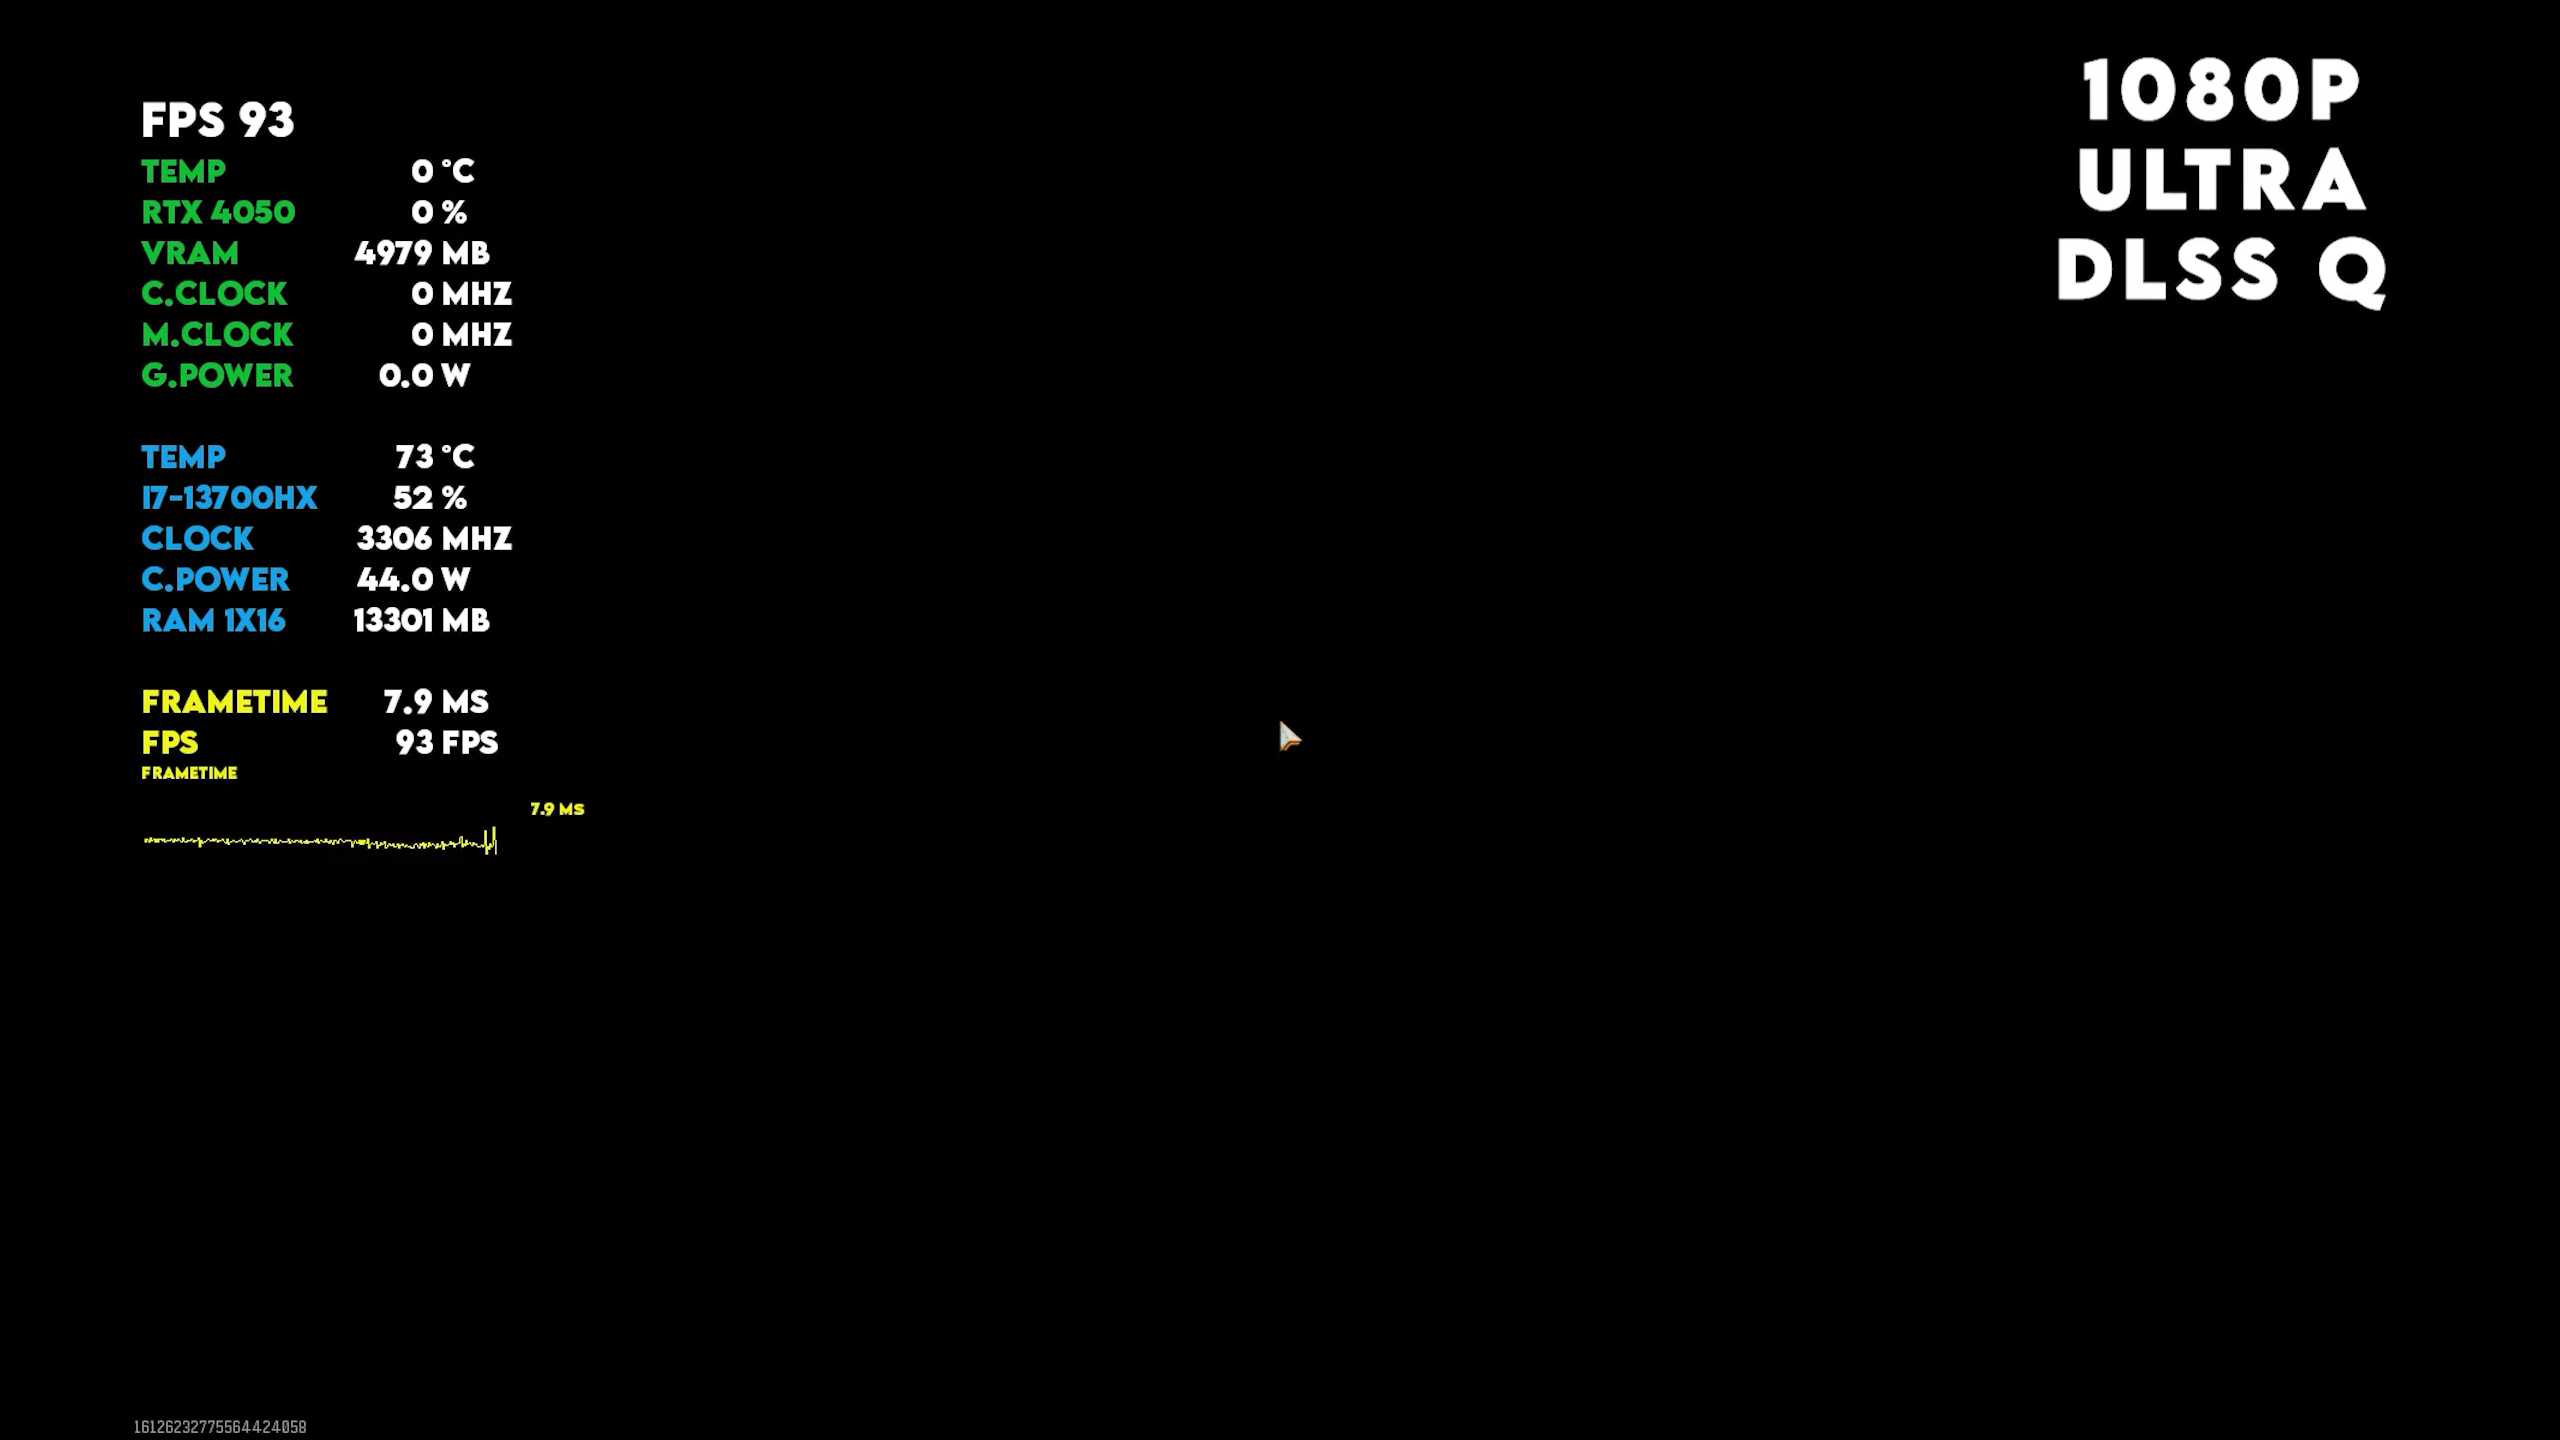 FPS 93
TEMP 0 °C
RTX 4050 0 %
VRAM 4979 MB
C.CLOCK 0 MHZ
M.CLOCK 0 MHZ
G.POWER 0.0 W
TEMP 73 °C
I7-13700HX 52 %
CLOCK 3306 MHZ
C.POWER 44.0 W
RAM 1X16 13301 MB
FRAMETIME 7.9 MS
FPS 93 FPS
FRAMETIME
7.9 MS
1080P
ULTRA
DLSS Q
16126232775564424058